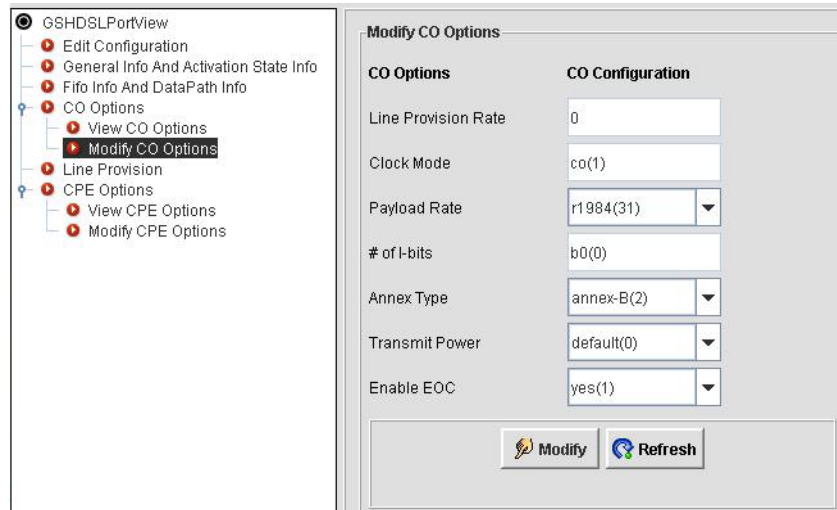 GSHDSLPortView
Edit Configuration
General Info And Activation State Info
Fifo Info And DataPath Info
CO Options
View CO Options
Modify CO Options
Line Provision
CPE Options
View CPE Options
Modify CPE Options
Modify CO Options
CO Options CO Configuration
Line Provision Rate 0
Clock Mode co(1)
Payload Rate r1984(31)
# of I-bits b0(0)
Annex Type annex-B(2)
Transmit Power default(0)
Enable EOC yes(1)
Modify Refresh